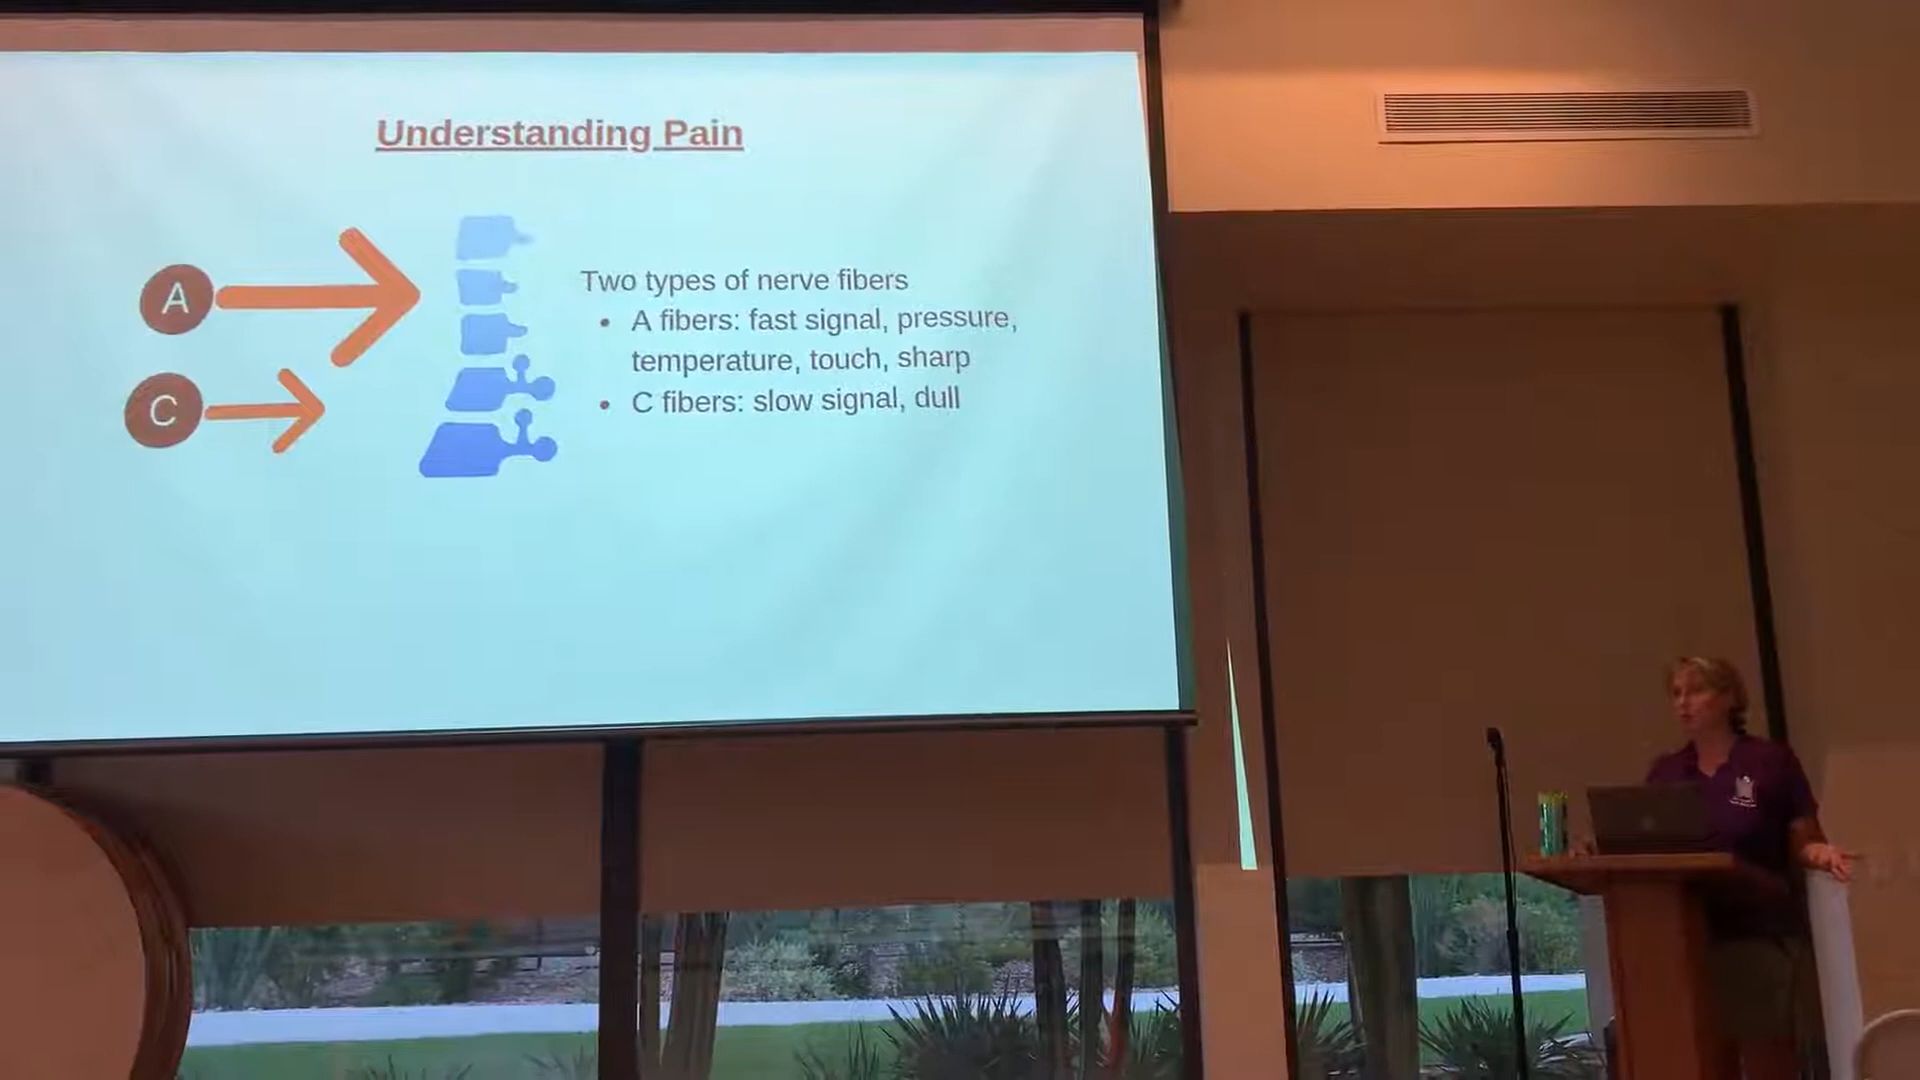 Understanding Pain
A
C
Two types of nerve fibers
• A fibers: fast signal, pressure,
temperature, touch, sharp
• C fibers: slow signal, dull